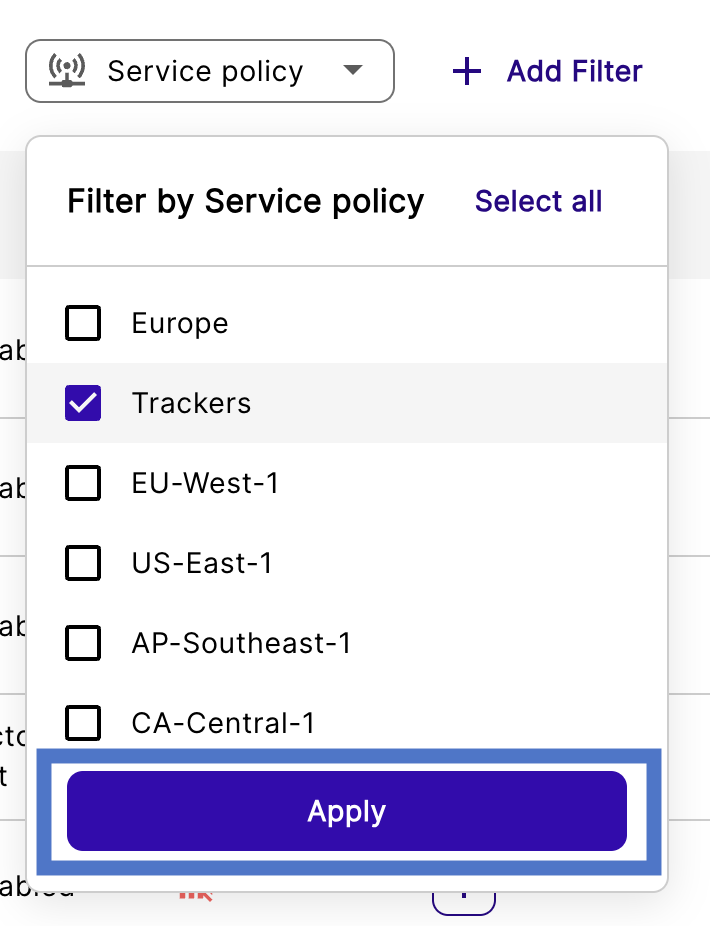 Service policy
Add Filter
Filter by Service policy
Select all
Europe
Trackers
EU-West-1
US-East-1
AP-Southeast-1
CA-Central-1
Apply